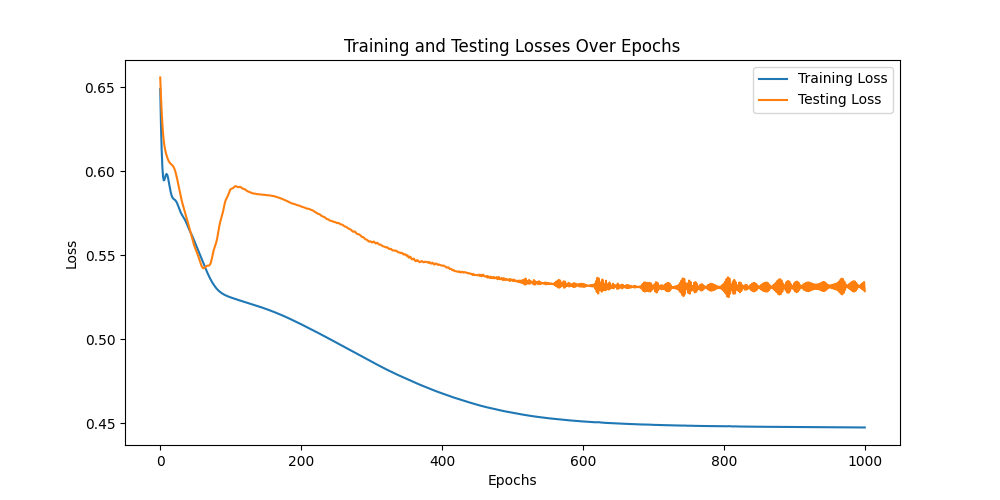 Training and Testing Losses Over Epochs
Training Loss
Testing Loss
0.65
0.60
0.55
0.50
0.45
Loss
0
200
400
600
800
1000
Epochs